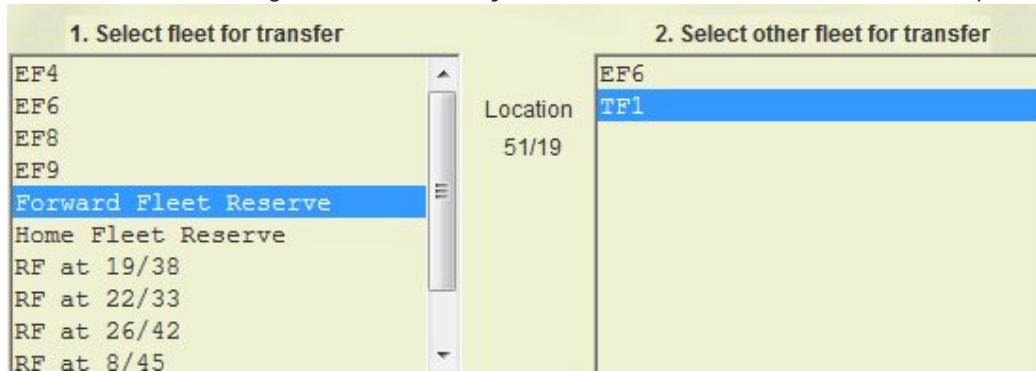 1. Select fleet for transfer
EF4
EF6
EF8
EF9
Forward Fleet Reserve
Home Fleet Reserve
RF at 19/38
RF at 22/33
RF at 26/42
RF at 8/45
Location
51/19
2. Select other fleet for transfer
EF6
TF1